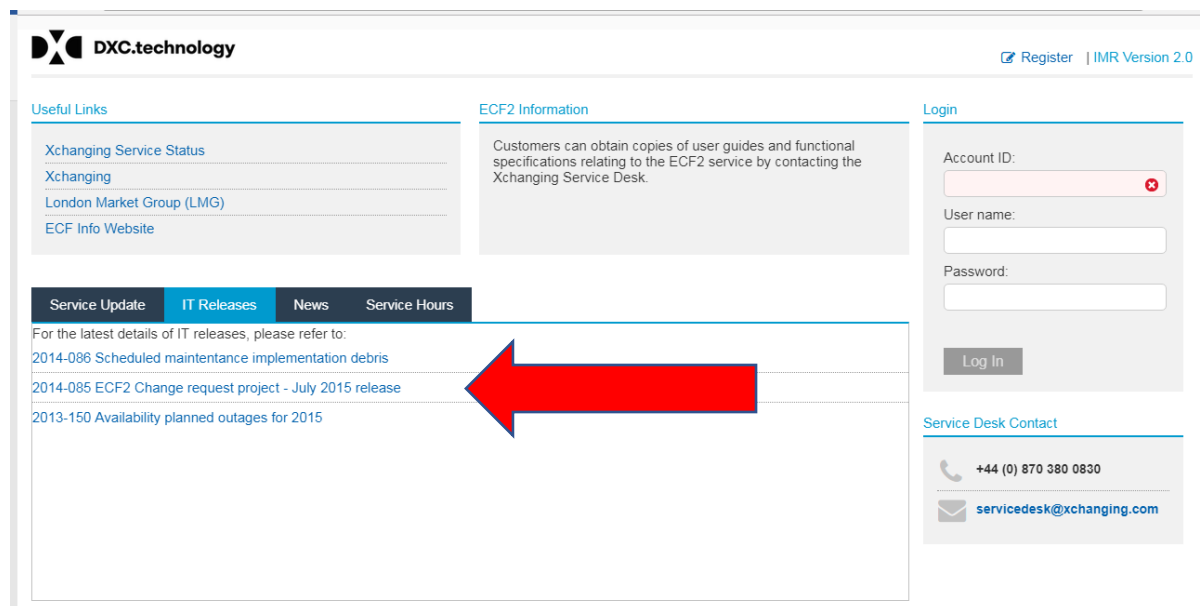 DXC.technology
Register | IMR Version 2.0
Useful Links
Xchanging Service Status
Xchanging
London Market Group (LMG)
ECF Info Website
ECF2 Information
Customers can obtain copies of user guides and functional
specifications relating to the ECF2 service by contacting the
Xchanging Service Desk.
Login
Account ID:
User name:
Password:
Log In
Service Update IT Releases News Service Hours
For the latest details of IT releases, please refer to:
2014-086 Scheduled maintentance implementation debris
2014-085 ECF2 Change request project - July 2015 release
2013-150 Availability planned outages for 2015
Service Desk Contact
+44 (0) 870 380 0830
servicedesk@xchanging.com